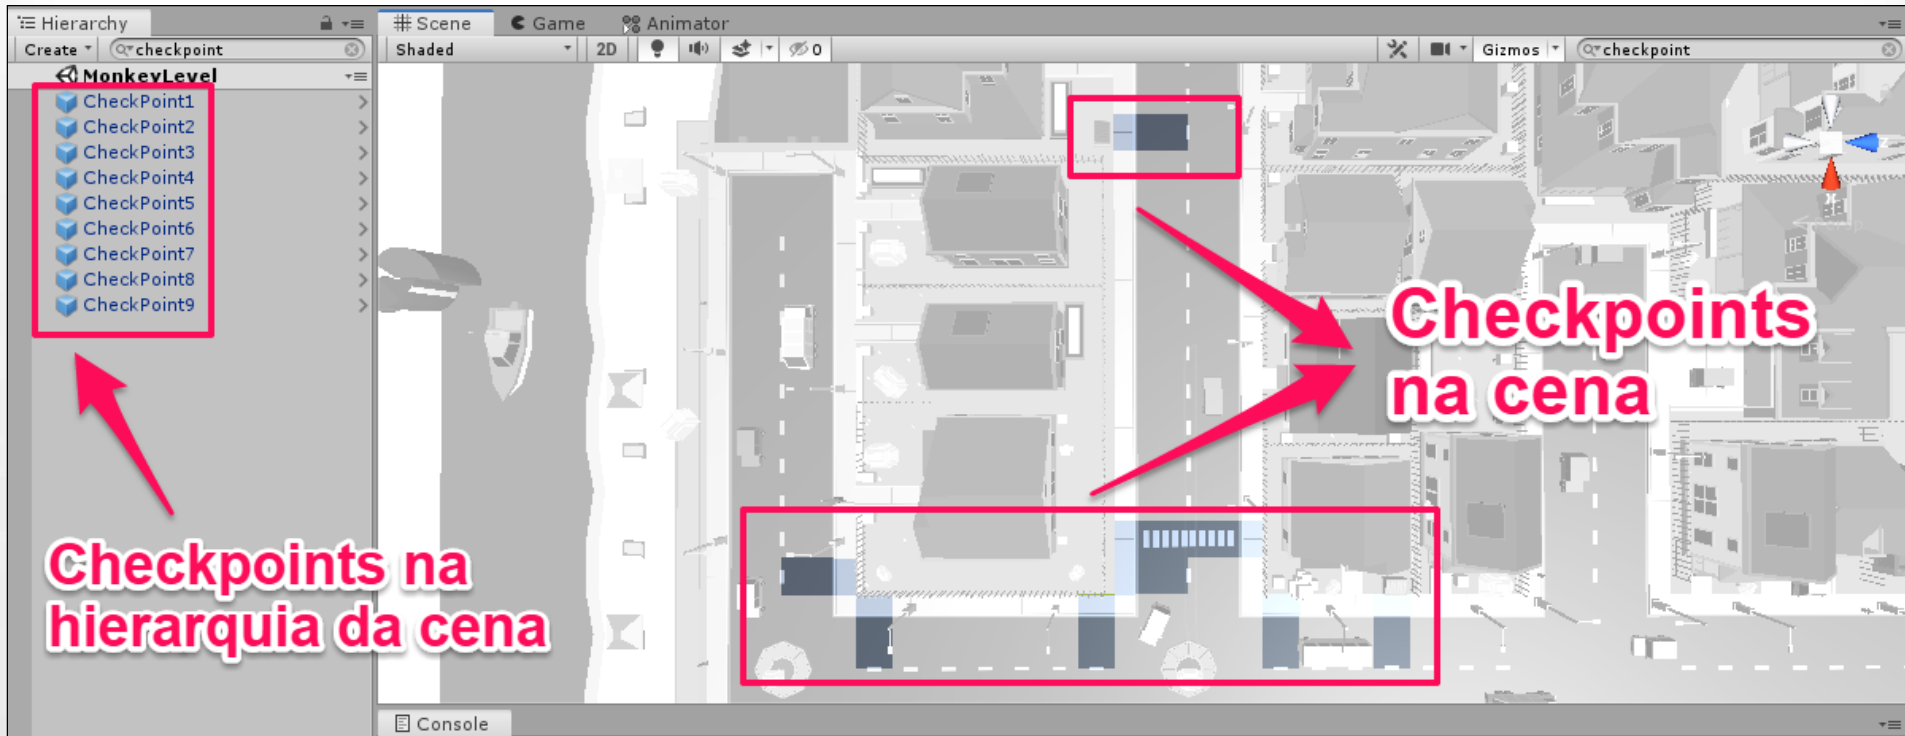 Hierarchy
Create
checkpoint
MonkeyLevel
CheckPoint1
CheckPoint2
CheckPoint3
CheckPoint4
CheckPoint5
CheckPoint6
CheckPoint7
CheckPoint8
CheckPoint9
Checkpoints na
hierarquia da cena
Scene Game Animator
Shaded 2D 0 Gizmos checkpoint
Checkpoints
na cena
Console